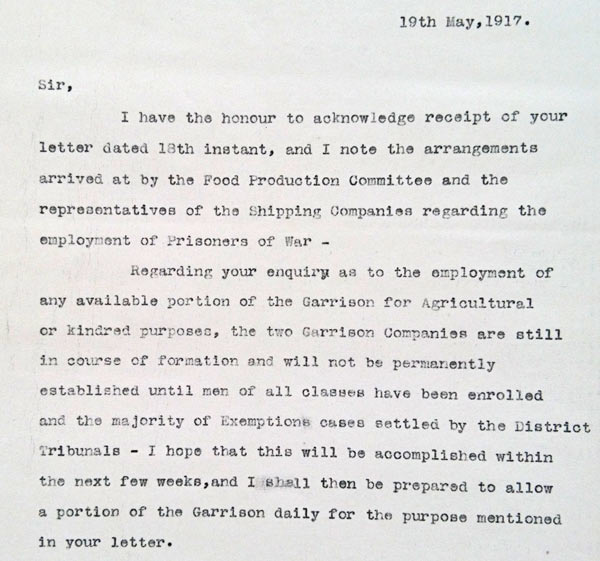 19th May,1917.
Sir,
I have the honour to acknowledge receipt of your
letter dated 18th instant, and I note the arrangements
arrived at by the Food Production Committee and the
representatives of the Shipping Companies regarding the
employment of Prisoners of War -
Regarding your enquiry as to the employment of
any available portion of the Garrison for Agricultural
or kindred purposes, the two Garrison Companies are still
in course of formation and will not be permanently
established until men of all classes have been enrolled
and the majority of Exemptions cases settled by the District
Tribunals - I hope that this will be accomplished within
the next few weeks,and I shall then be prepared to allow
a portion of the Garrison daily for the purpose mentioned
in your letter.